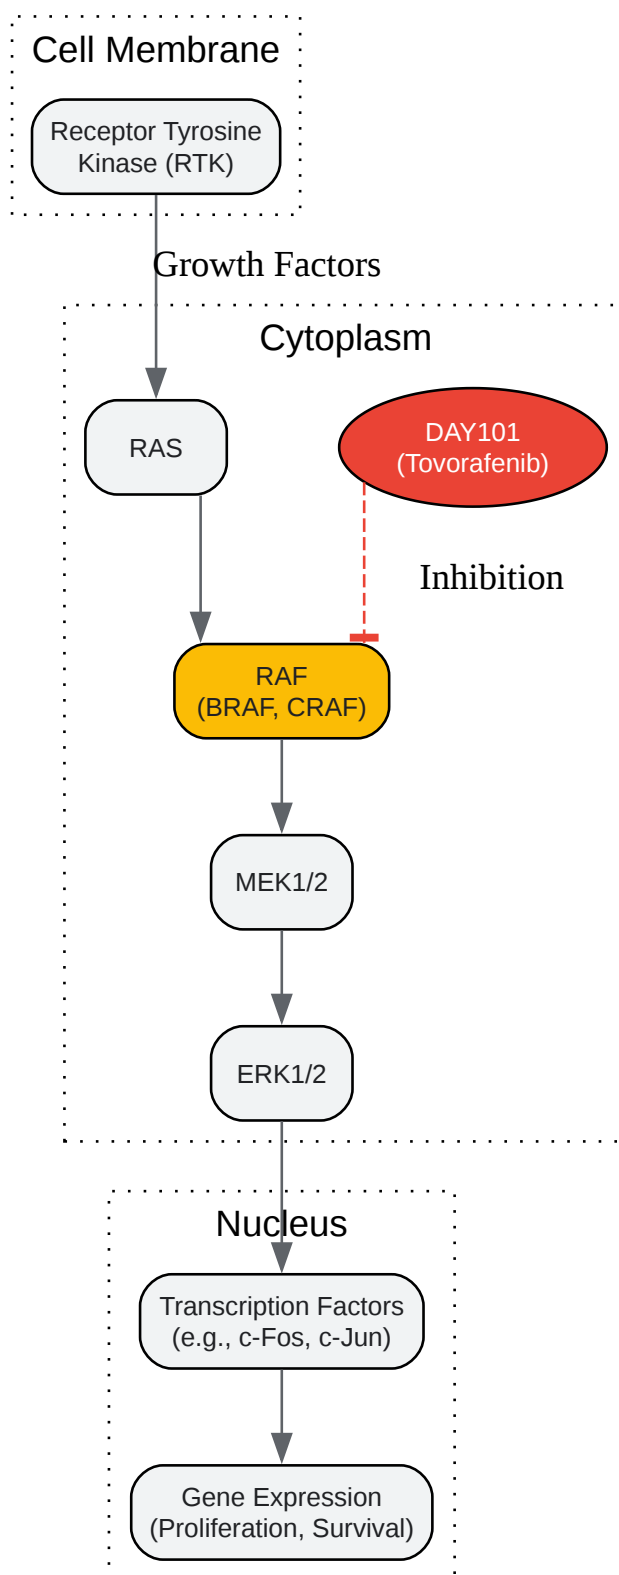 Cell Membrane
Receptor Tyrosine
Kinase (RTK)
Growth Factors
Cytoplasm
RAS
DAY101
(Tovorafenib)
Inhibition
RAF
(BRAF, CRAF)
MEK1/2
ERK1/2
Nucleus
Transcription Factors
(e.g., c-Fos, c-Jun)
Gene Expression
(Proliferation, Survival)